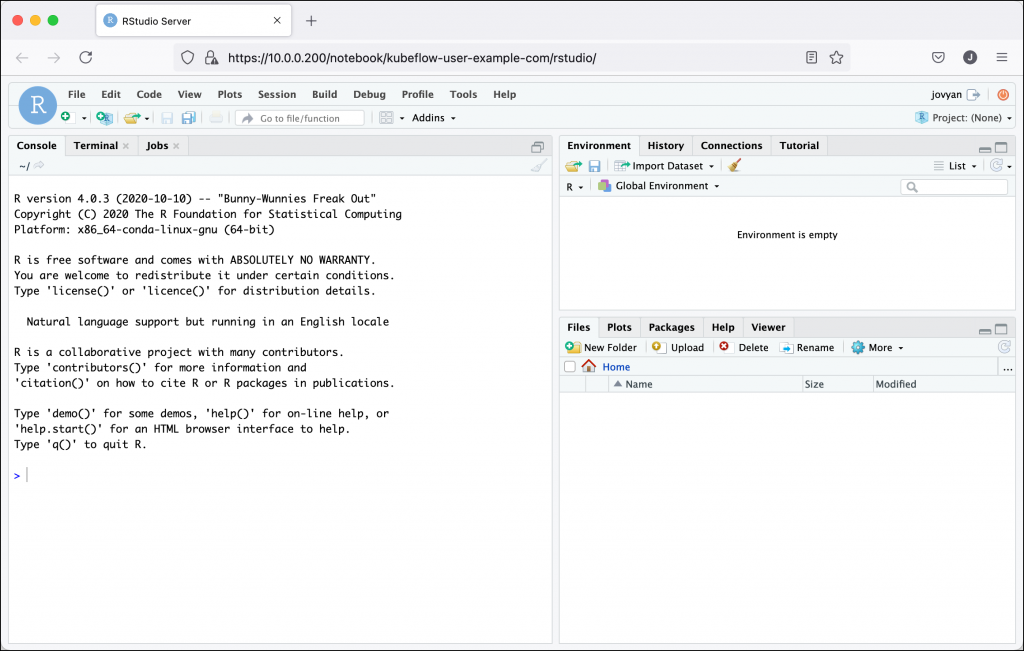 R RStudio Server
https://10.0.0.200/notebook/kubeflow-user-example-com/rstudio/
J
R
File Edit Code View Plots Session Build Debug Profile Tools Help
jovyan
Go to file/function
Addins
R Project: (None)
Console Terminal Jobs
~/
R version 4.0.3 (2020-10-10) -- "Bunny-Wunnies Freak Out"
Copyright (C) 2020 The R Foundation for Statistical Computing
Platform: x86_64-conda-linux-gnu (64-bit)
R is free software and comes with ABSOLUTELY NO WARRANTY.
You are welcome to redistribute it under certain conditions.
Type 'license()' or 'licence()' for distribution details.
Natural language support but running in an English locale
R is a collaborative project with many contributors.
Type 'contributors()' for more information and
'citation()' on how to cite R or R packages in publications.
Type 'demo()' for some demos, 'help()' for on-line help, or
'help.start()' for an HTML browser interface to help.
Type 'q()' to quit R.
>
Environment History Connections Tutorial
Import Dataset
List
R Global Environment
Environment is empty
Files Plots Packages Help Viewer
New Folder Upload Delete Rename More
Home
...
Name Size Modified